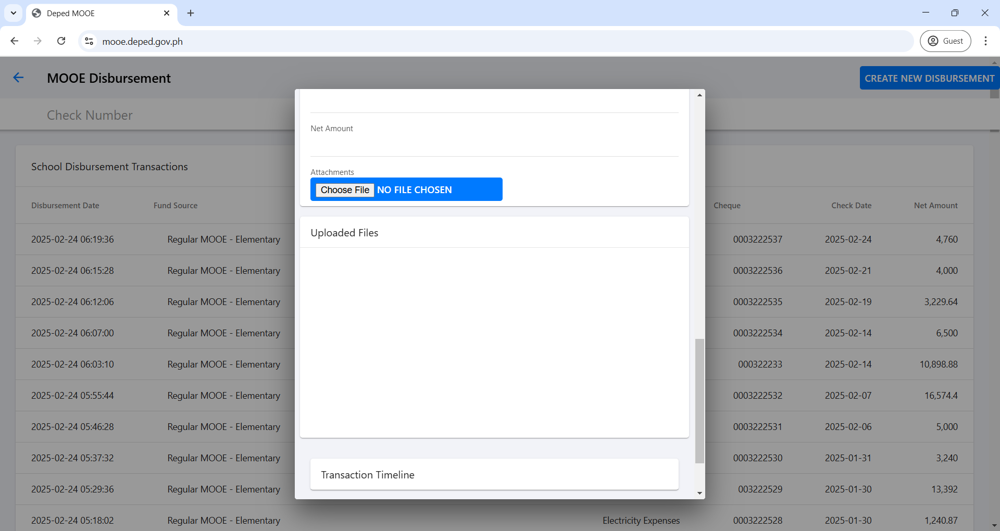 Deped MOOE
mooe.deped.gov.ph
Guest
MOOE Disbursement
CREATE NEW DISBURSEMENT
Check Number
Net Amount
Attachments
Choose File NO FILE CHOSEN
Uploaded Files
Transaction Timeline
School Disbursement Transactions
Disbursement Date Fund Source Cheque Check Date Net Amount
2025-02-24 06:19:36 Regular MOOE - Elementary 0003222537 2025-02-24 4,760
2025-02-24 06:15:28 Regular MOOE - Elementary 0003222536 2025-02-21 4,000
2025-02-24 06:12:06 Regular MOOE - Elementary 0003222535 2025-02-19 3,229.64
2025-02-24 06:07:00 Regular MOOE - Elementary 0003222534 2025-02-14 6,500
2025-02-24 06:03:10 Regular MOOE - Elementary 000322233 2025-02-14 10,898.88
2025-02-24 05:55:44 Regular MOOE - Elementary 0003222532 2025-02-07 16,574.4
2025-02-24 05:46:28 Regular MOOE - Elementary 0003222531 2025-02-06 5,000
2025-02-24 05:37:32 Regular MOOE - Elementary 0003222530 2025-01-31 3,240
2025-02-24 05:29:36 Regular MOOE - Elementary 003222529 2025-01-30 13,392
2025-02-24 05:18:02 Regular MOOE - Elementary Electricity Expenses 0003222528 2025-01-30 1,240.87